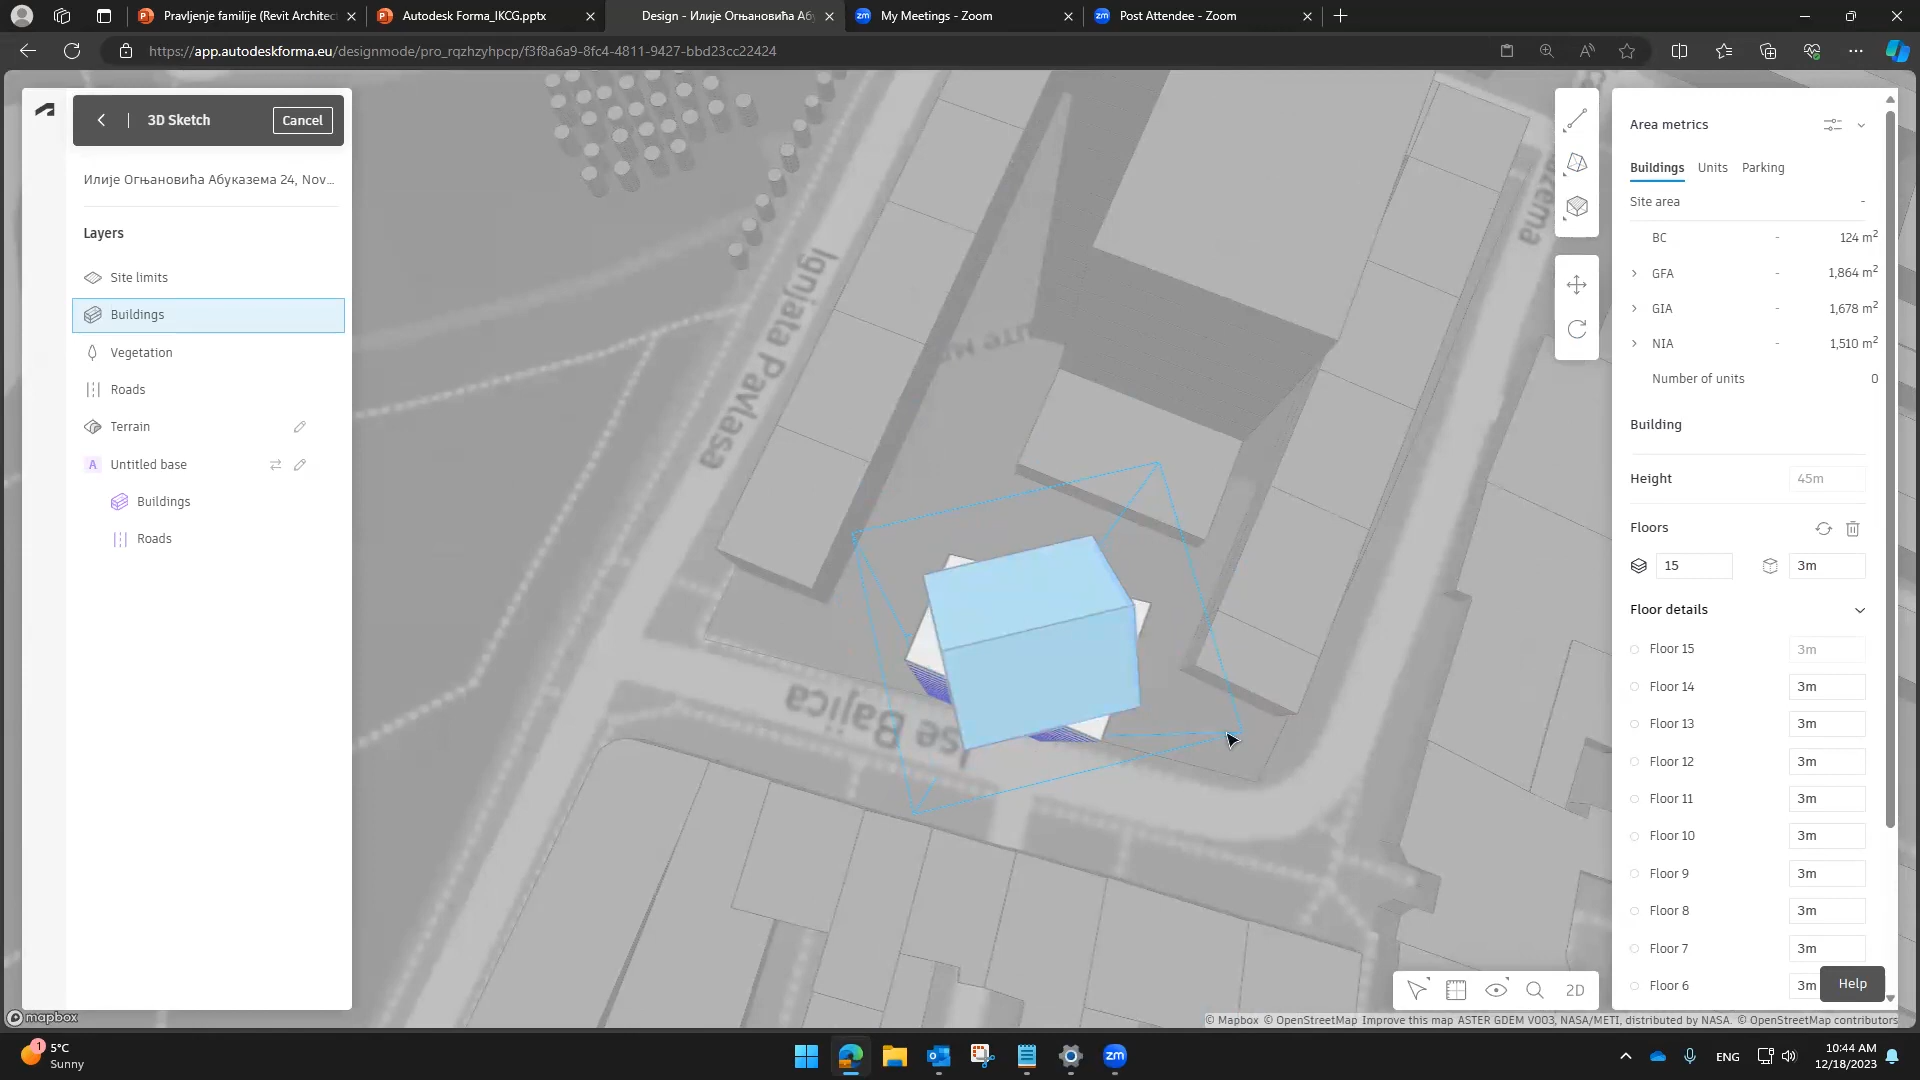 Pravljenje familije (Revit Architec
Autodesk Forma_IKCG.pptx
Design - Илије Огњановића Абу
My Meetings - Zoom
Post Attendee - Zoom
https://app.autodeskforma.eu/designmode/pro_rqzhzyhpcp/f3f8a6a9-8fc4-4811-9427-bbd23cc22424
3D Sketch
Cancel
Илије Огњановића Абуказема 24, Nov...
Layers
Site limits
Buildings
Vegetation
Roads
Terrain
A Untitled base
Buildings
Roads
Ignjata Pavlasa
se Bajića
Area metrics
Buildings Units Parking
Site area -
BC - 124 m²
GFA - 1,864 m²
GIA - 1,678 m²
NIA - 1,510 m²
Number of units 0
Building
Height 45m
Floors
15 3m
Floor details
Floor 15 3m
Floor 14 3m
Floor 13 3m
Floor 12 3m
Floor 11 3m
Floor 10 3m
Floor 9 3m
Floor 8 3m
Floor 7 3m
Floor 6 3m
Help
2D
mapbox
© Mapbox © OpenStreetMap Improve this map ASTER GDEM V003, NASA/METI, distributed by NASA. © OpenStreetMap contributors
1
5°C
Sunny
zm
ENG
10:44 AM
12/18/2023